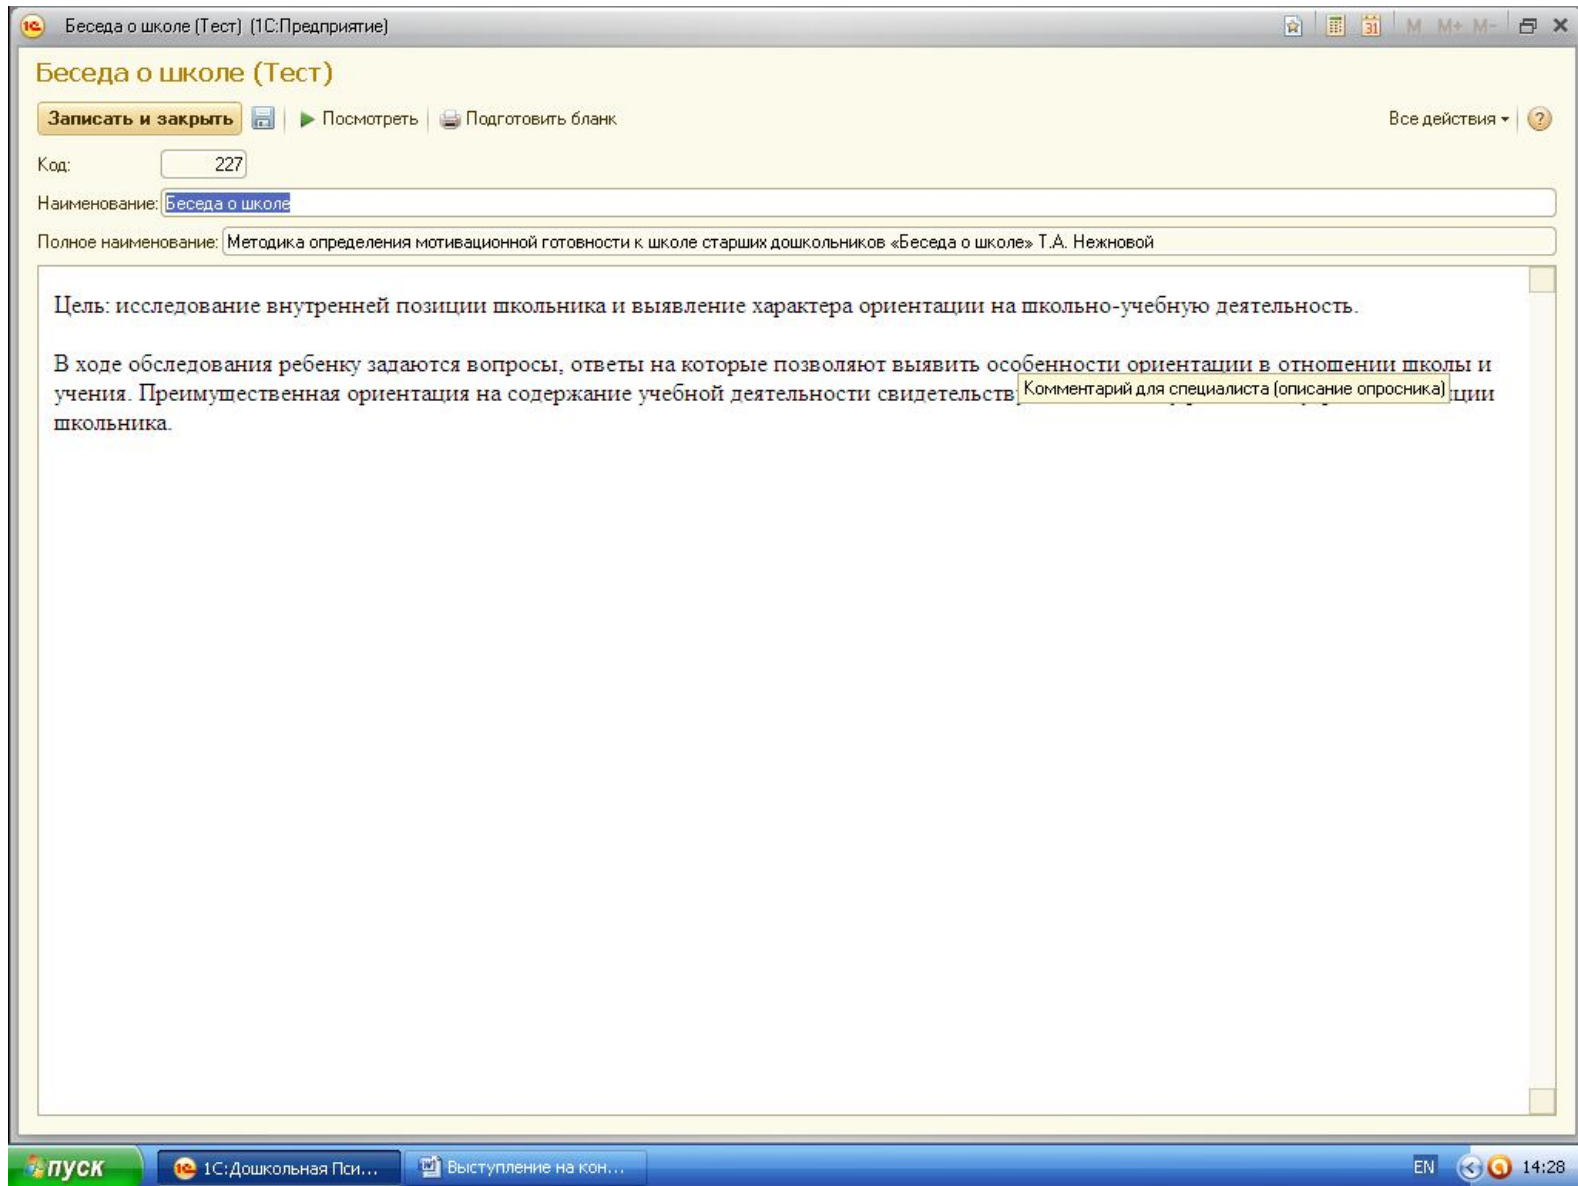 Беседа о школе (Тест) (1С:Предприятие)
31 M M+ M-
Беседа о школе (Тест)
Записать и закрыть Посмотреть Подготовить бланк Все действия ?
Код: 227
Наименование: Беседа о школе
Полное наименование: Методика определения мотивационной готовности к школе старших дошкольников «Беседа о школе» Т.А. Нежновой
Цель: исследование внутренней позиции школьника и выявление характера ориентации на школьно-учебную деятельность.
В ходе обследования ребенку задаются вопросы, ответы на которые позволяют выявить особенности ориентации в отношении школы и
учения. Преимущественная ориентация на содержание учебной деятельности свидетельств ции
Комментарий для специалиста (описание опросника)
школьника.
пуск 1С:Дошкольная Пси... Выступление на кон... EN 14:28